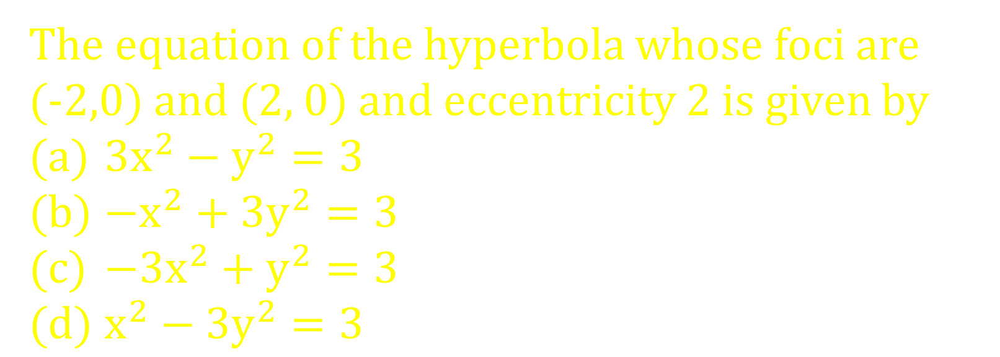 The equation of the hyperbola whose foci are
(-2,0) and (2, 0) and eccentricity 2 is given by
(a) 3x² − y² = 3
(b) −x² + 3y² = 3
(c) −3x² + y² = 3
(d) x² − 3y² = 3